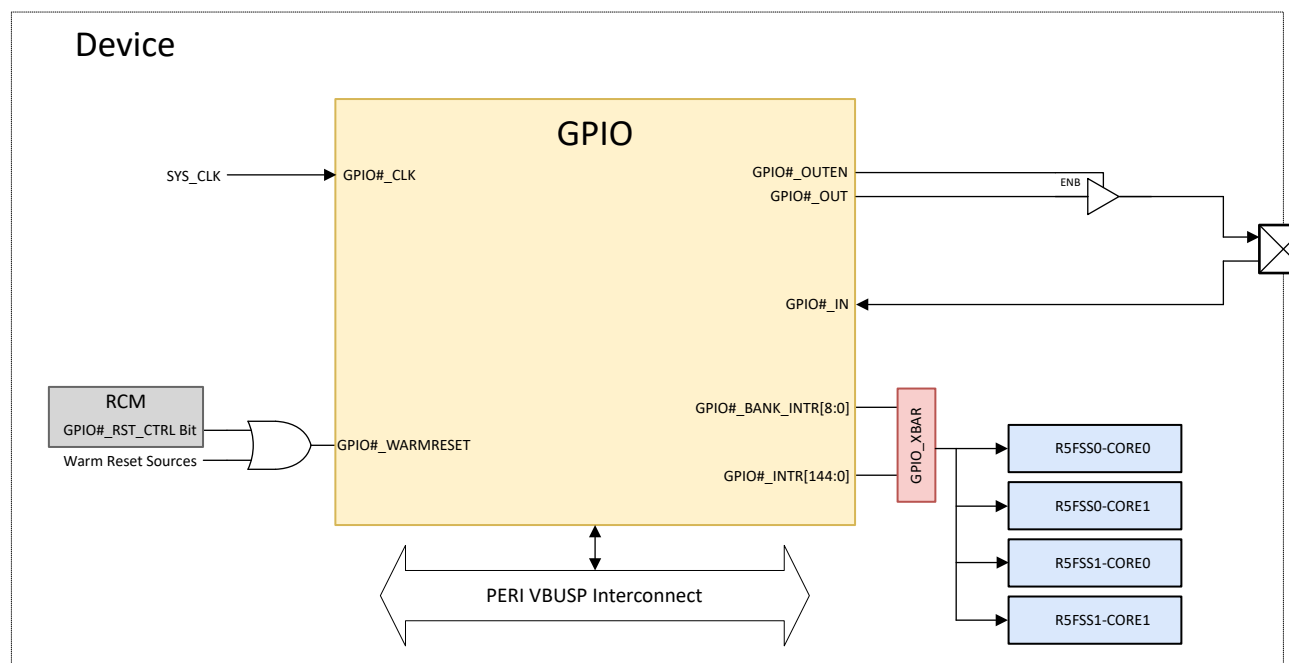 Device
GPIO
SYS_CLK
GPIO#_CLK
GPIO#_OUTEN
GPIO#_OUT
ENB
GPIO#_IN
RCM
GPIO#_RST_CTRL Bit
Warm Reset Sources
GPIO#_WARMRESET
GPIO#_BANK_INTR[8:0]
GPIO#_INTR[144:0]
GPIO_XBAR
R5FSS0-CORE0
R5FSS0-CORE1
R5FSS1-CORE0
R5FSS1-CORE1
PERI VBUSP Interconnect